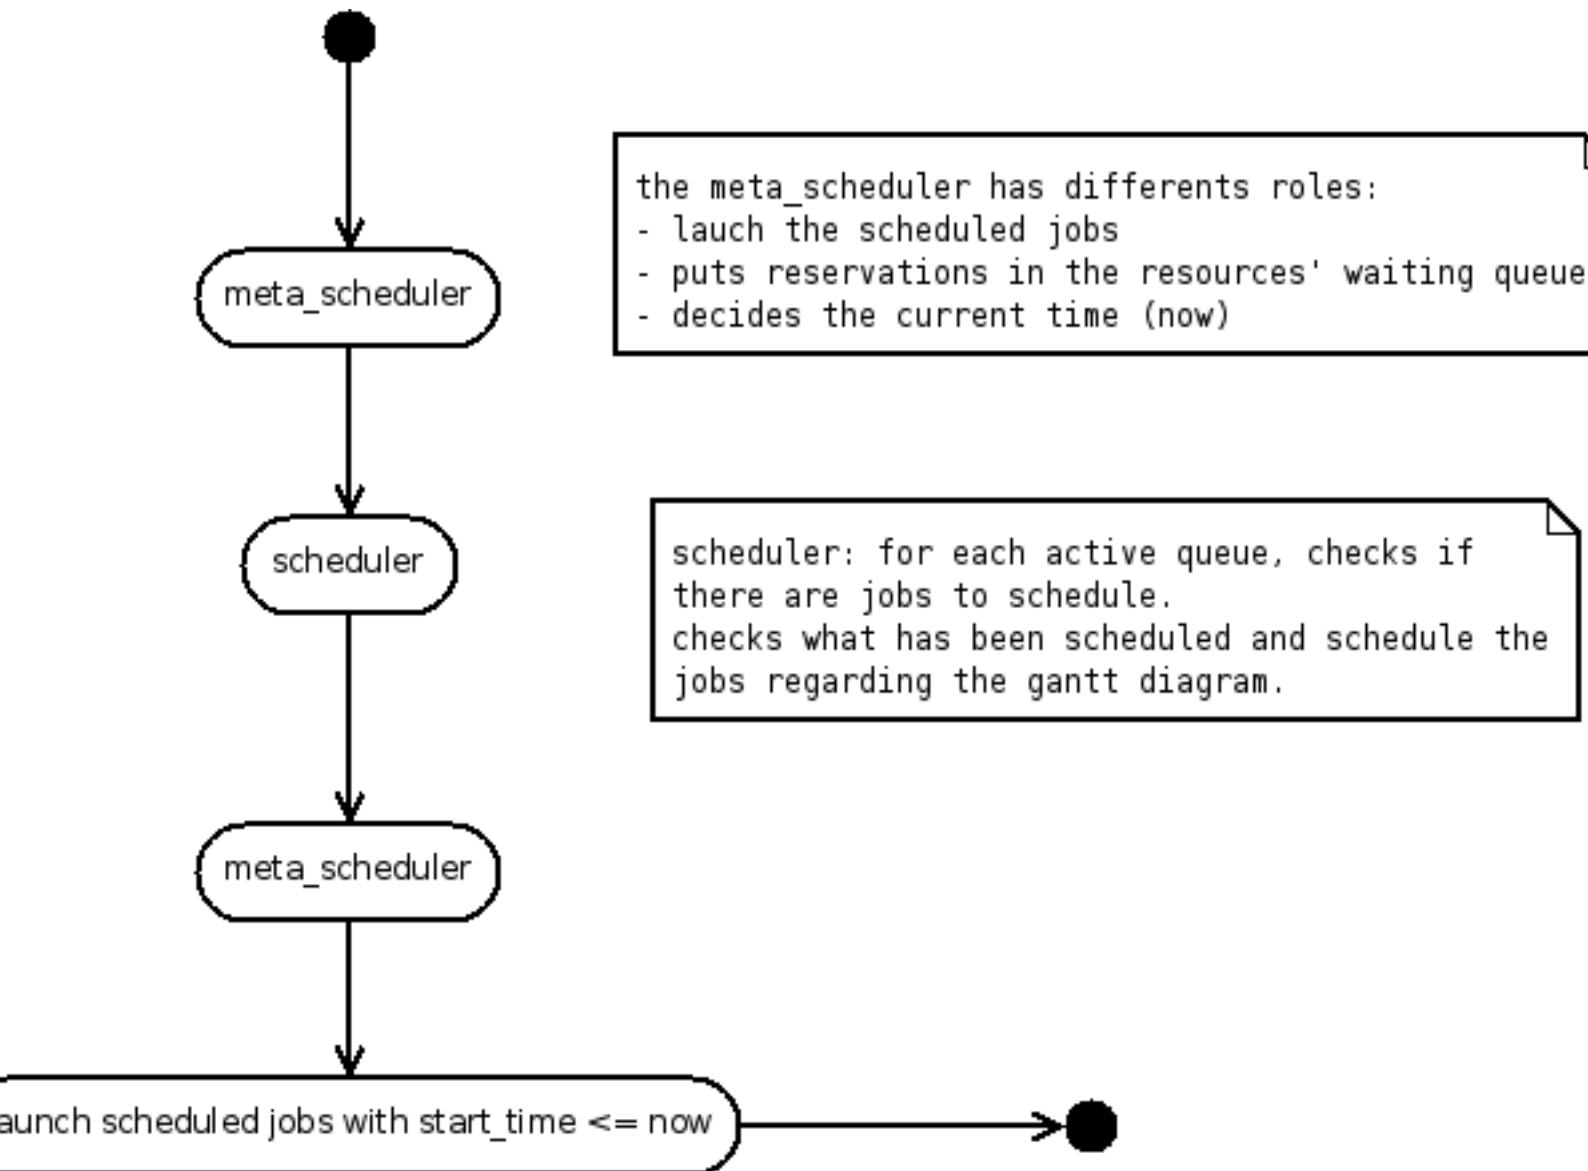 the meta_scheduler has differents roles:
- lauch the scheduled jobs
- puts reservations in the resources' waiting queue
- decides the current time (now)
meta_scheduler
scheduler: for each active queue, checks if
there are jobs to schedule.
checks what has been scheduled and schedule the
jobs regarding the gantt diagram.
scheduler
meta_scheduler
aunch scheduled jobs with start_time <= now